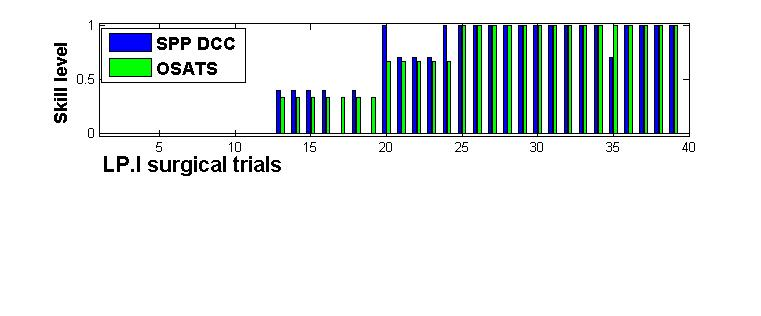 1
0.5
0
Skill level
SPP DCC
OSATS
5 10 15 20 25 30 35 40
LP.I surgical trials